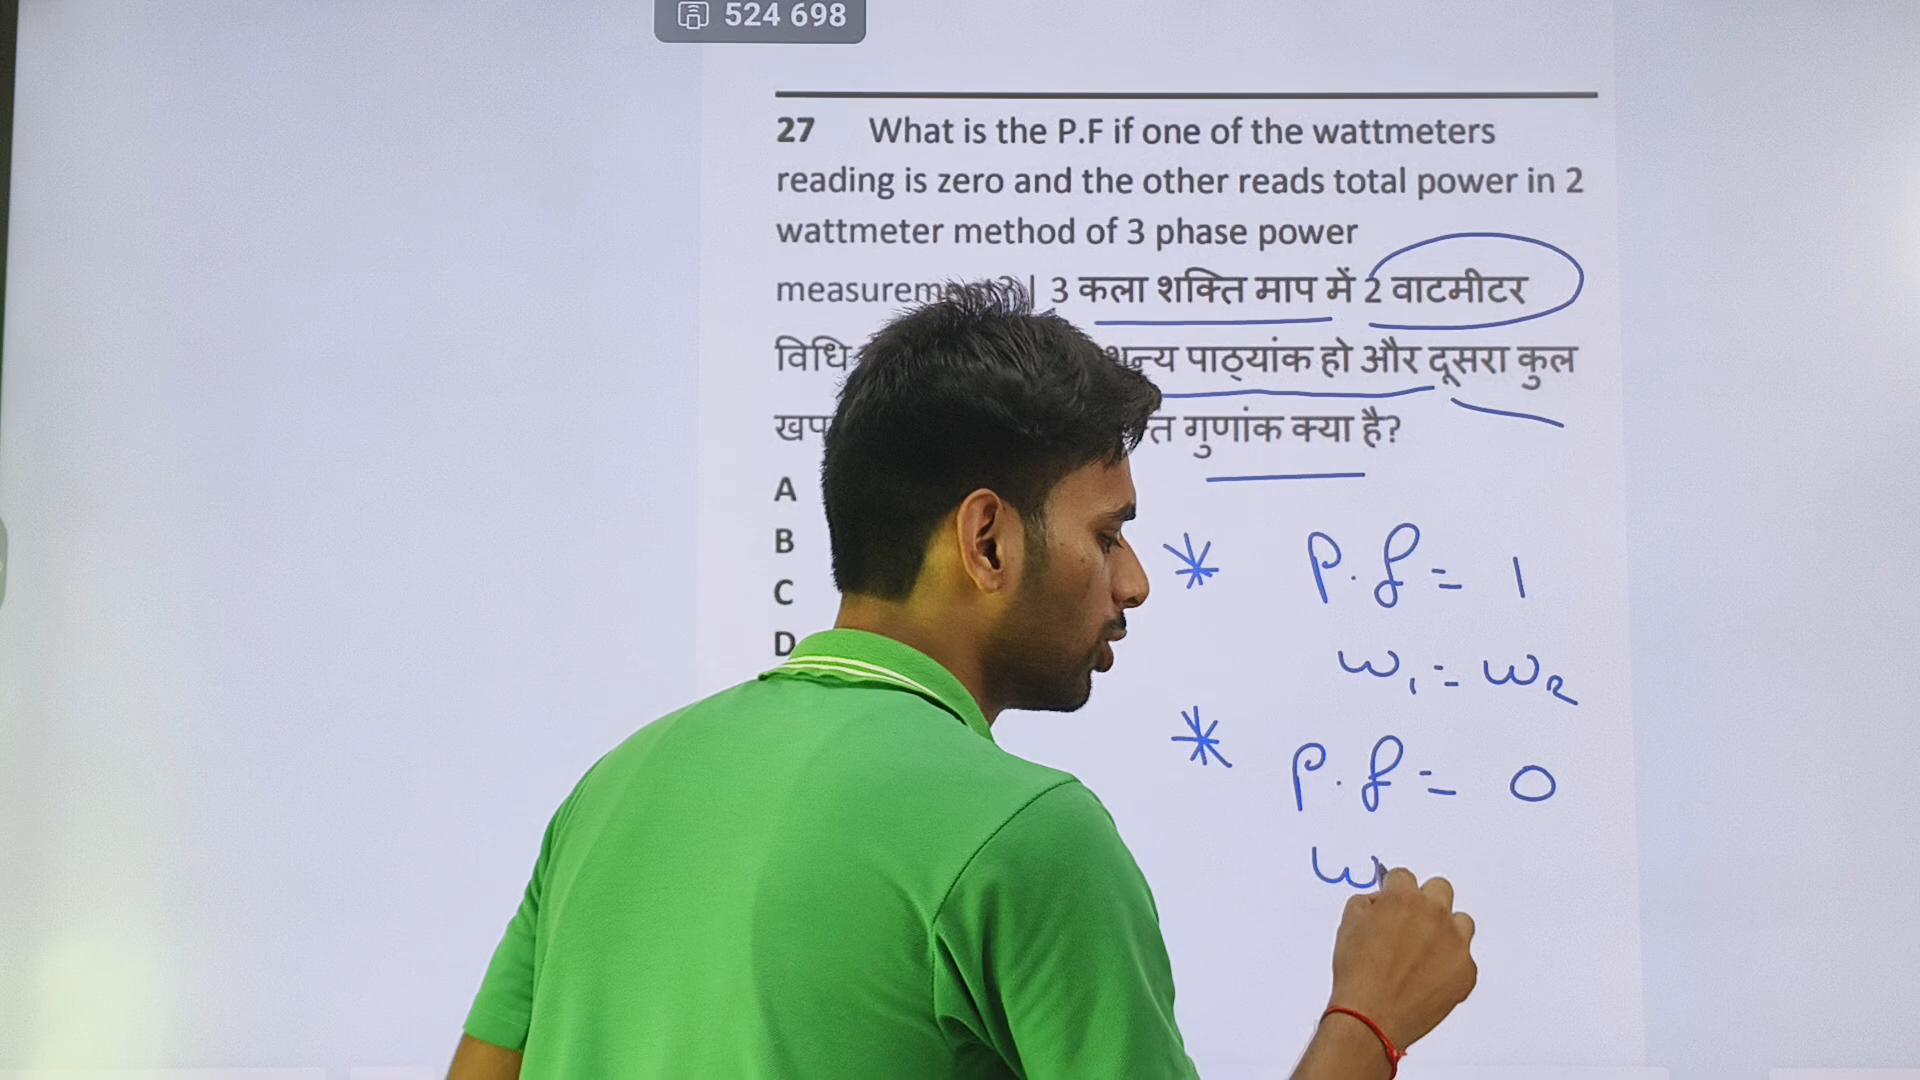 524 698
27 What is the P.F if one of the wattmeters
reading is zero and the other reads total power in 2
wattmeter method of 3 phase power
| 3 कला शक्ति माप में 2 वाटमीटर
विधि पाठ्यांक हो और दूसरा कुल
गुणांक क्या है?
A
B
C
D
* P.f = 1
W1 = W2
* P.f = 0
W